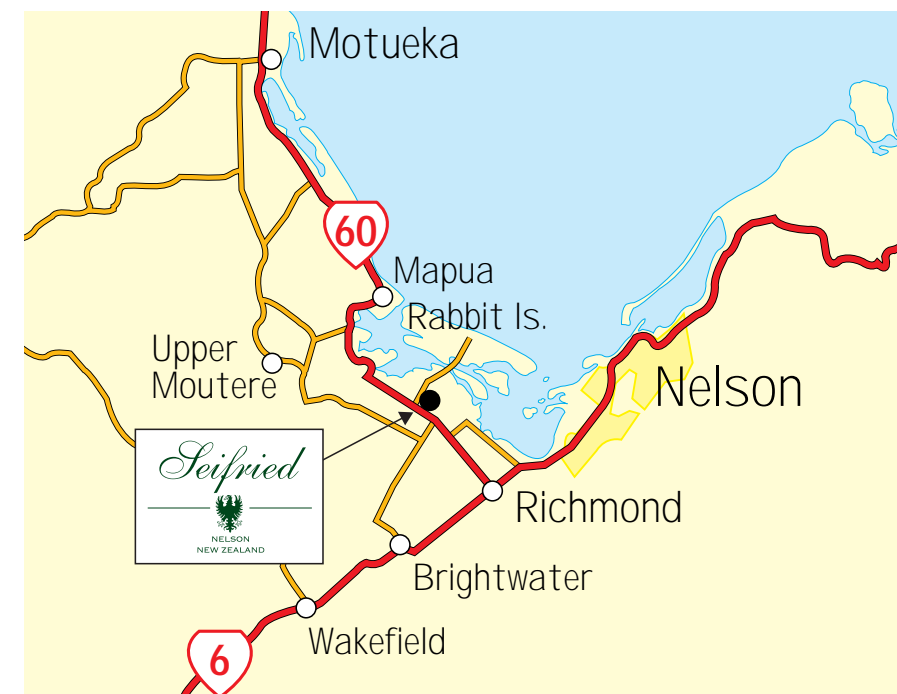 Motueka
60
Mapua
Rabbit Is.
Upper
Moutere
Nelson
Seifried
NELSON
NEW ZEALAND
Richmond
Brightwater
Wakefield
6